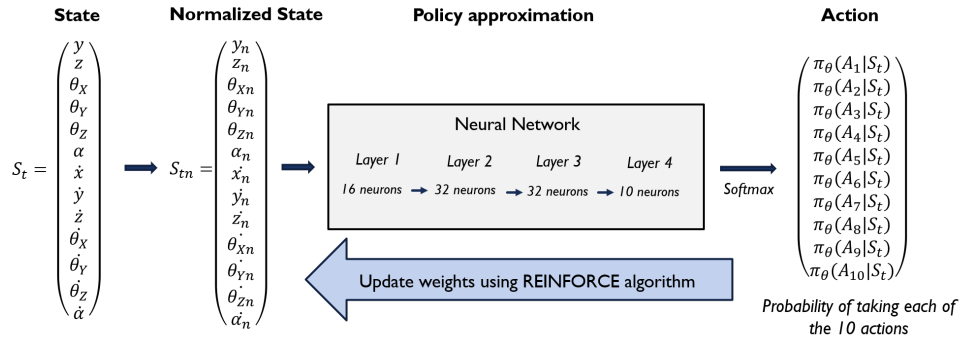 State
Normalized State
Policy approximation
Action
S_t =
y
z
θ_X
θ_Y
θ_Z
α
ẋ
ẏ
ż
θ̇_X
θ̇_Y
θ̇_Z
α̇
S_tn =
y_n
z_n
θ_Xn
θ_Yn
θ_Zn
α_n
ẋ_n
ẏ_n
ż_n
θ̇_Xn
θ̇_Yn
θ̇_Zn
α̇_n
Neural Network
Layer 1 Layer 2 Layer 3 Layer 4
16 neurons 32 neurons 32 neurons 10 neurons
Update weights using REINFORCE algorithm
Softmax
π_θ(A_1|S_t)
π_θ(A_2|S_t)
π_θ(A_3|S_t)
π_θ(A_4|S_t)
π_θ(A_5|S_t)
π_θ(A_6|S_t)
π_θ(A_7|S_t)
π_θ(A_8|S_t)
π_θ(A_9|S_t)
π_θ(A_10|S_t)
Probability of taking each of
the 10 actions